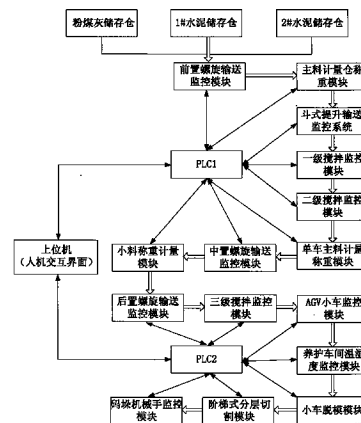 粉煤灰储存仓
1#水泥储存仓
2#水泥储存仓
前置螺旋输送
监控模块
主料计量仓称
重模块
斗式提升输送
监控系统
PLC1
一级搅拌监控
模块
二级搅拌监控
模块
上位机
(人机交互界面)
小料称重计量
模块
中置螺旋输送
监控模块
单车主料计量
称重模块
后置螺旋输送
监控模块
三级搅拌监控
模块
AGV小车监控
模块
PLC2
养护车间温湿
度监控模块
码垛机械手监控
模块
阶梯式分层切
割模块
小车脱模模块